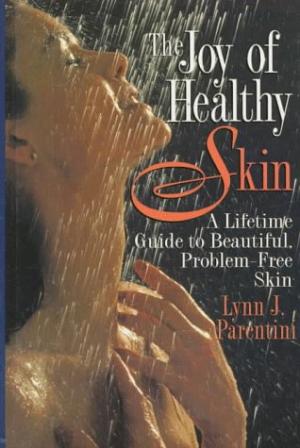 The Joy of
Healthy
Skin
A Lifetime
Guide to Beautiful,
Problem-Free
Skin
Lynn J.
Parentini